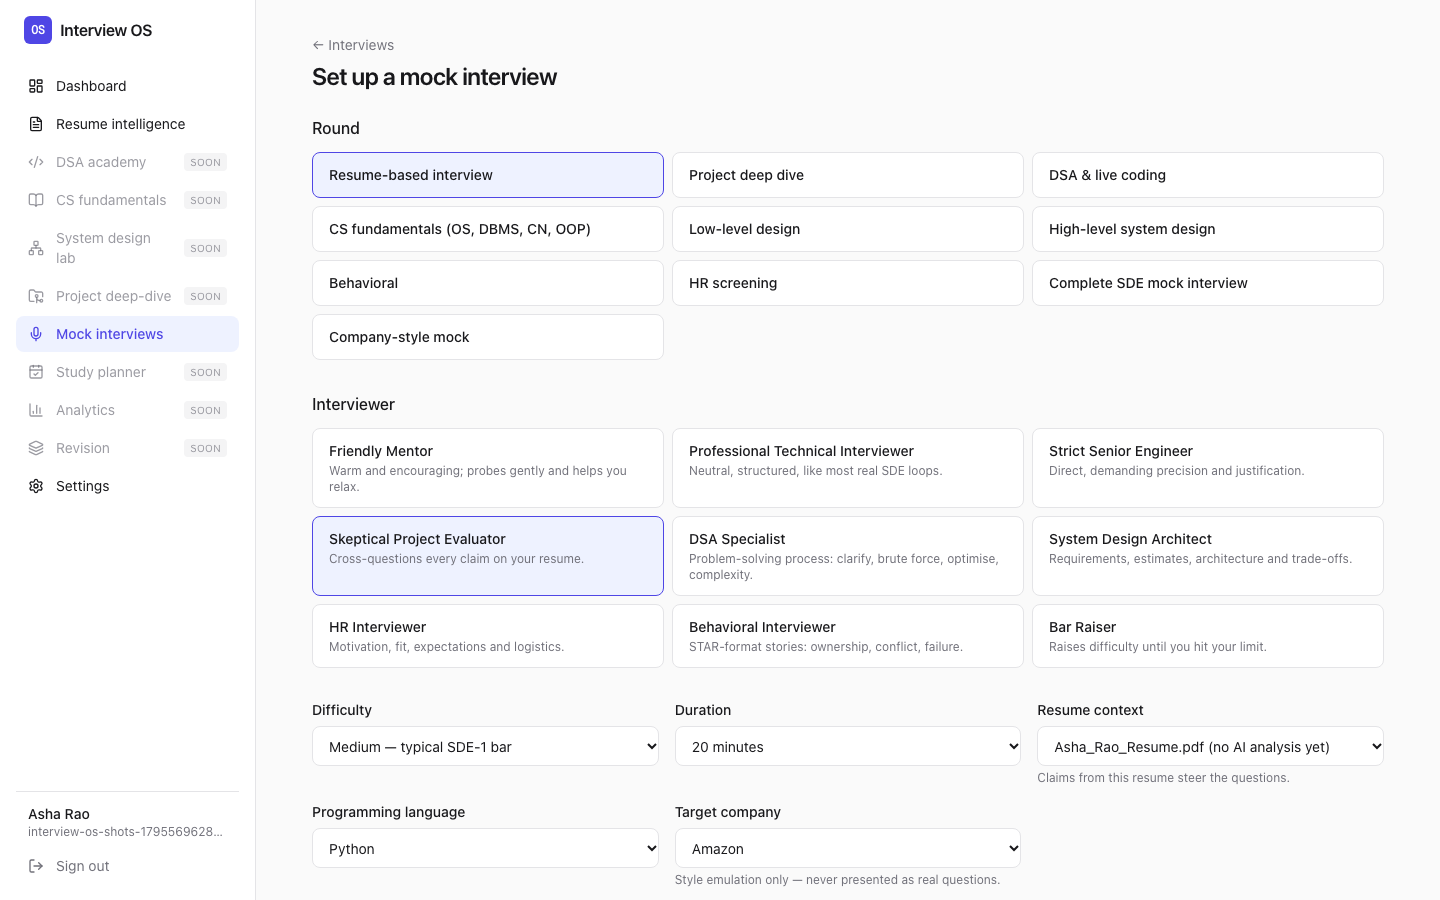 OS Interview OS
Dashboard
Resume intelligence
DSA academy SOON
CS fundamentals SOON
System design
lab
SOON
Project deep-dive SOON
Mock interviews
Study planner SOON
Analytics SOON
Revision SOON
Settings
Asha Rao
interview-os-shots-1795569628...
Sign out
← Interviews
Set up a mock interview
Round
Resume-based interview
Project deep dive
DSA & live coding
CS fundamentals (OS, DBMS, CN, OOP)
Low-level design
High-level system design
Behavioral
HR screening
Complete SDE mock interview
Company-style mock
Interviewer
Friendly Mentor
Warm and encouraging; probes gently and helps you
relax.
Professional Technical Interviewer
Neutral, structured, like most real SDE loops.
Strict Senior Engineer
Direct, demanding precision and justification.
Skeptical Project Evaluator
Cross-questions every claim on your resume.
DSA Specialist
Problem-solving process: clarify, brute force, optimise,
complexity.
System Design Architect
Requirements, estimates, architecture and trade-offs.
HR Interviewer
Motivation, fit, expectations and logistics.
Behavioral Interviewer
STAR-format stories: ownership, conflict, failure.
Bar Raiser
Raises difficulty until you hit your limit.
Difficulty
Medium — typical SDE-1 bar
Duration
20 minutes
Resume context
Asha_Rao_Resume.pdf (no AI analysis yet)
Claims from this resume steer the questions.
Programming language
Python
Target company
Amazon
Style emulation only — never presented as real questions.